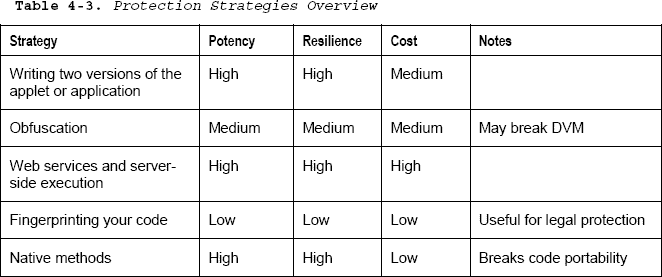 Table 4-3. Protection Strategies Overview
Strategy Potency Resilience Cost Notes
Writing two versions of the High High Medium
applet or application
Obfuscation Medium Medium Medium May break DVM
Web services and server- High High High
side execution
Fingerprinting your code Low Low Low Useful for legal protection
Native methods High High Low Breaks code portability